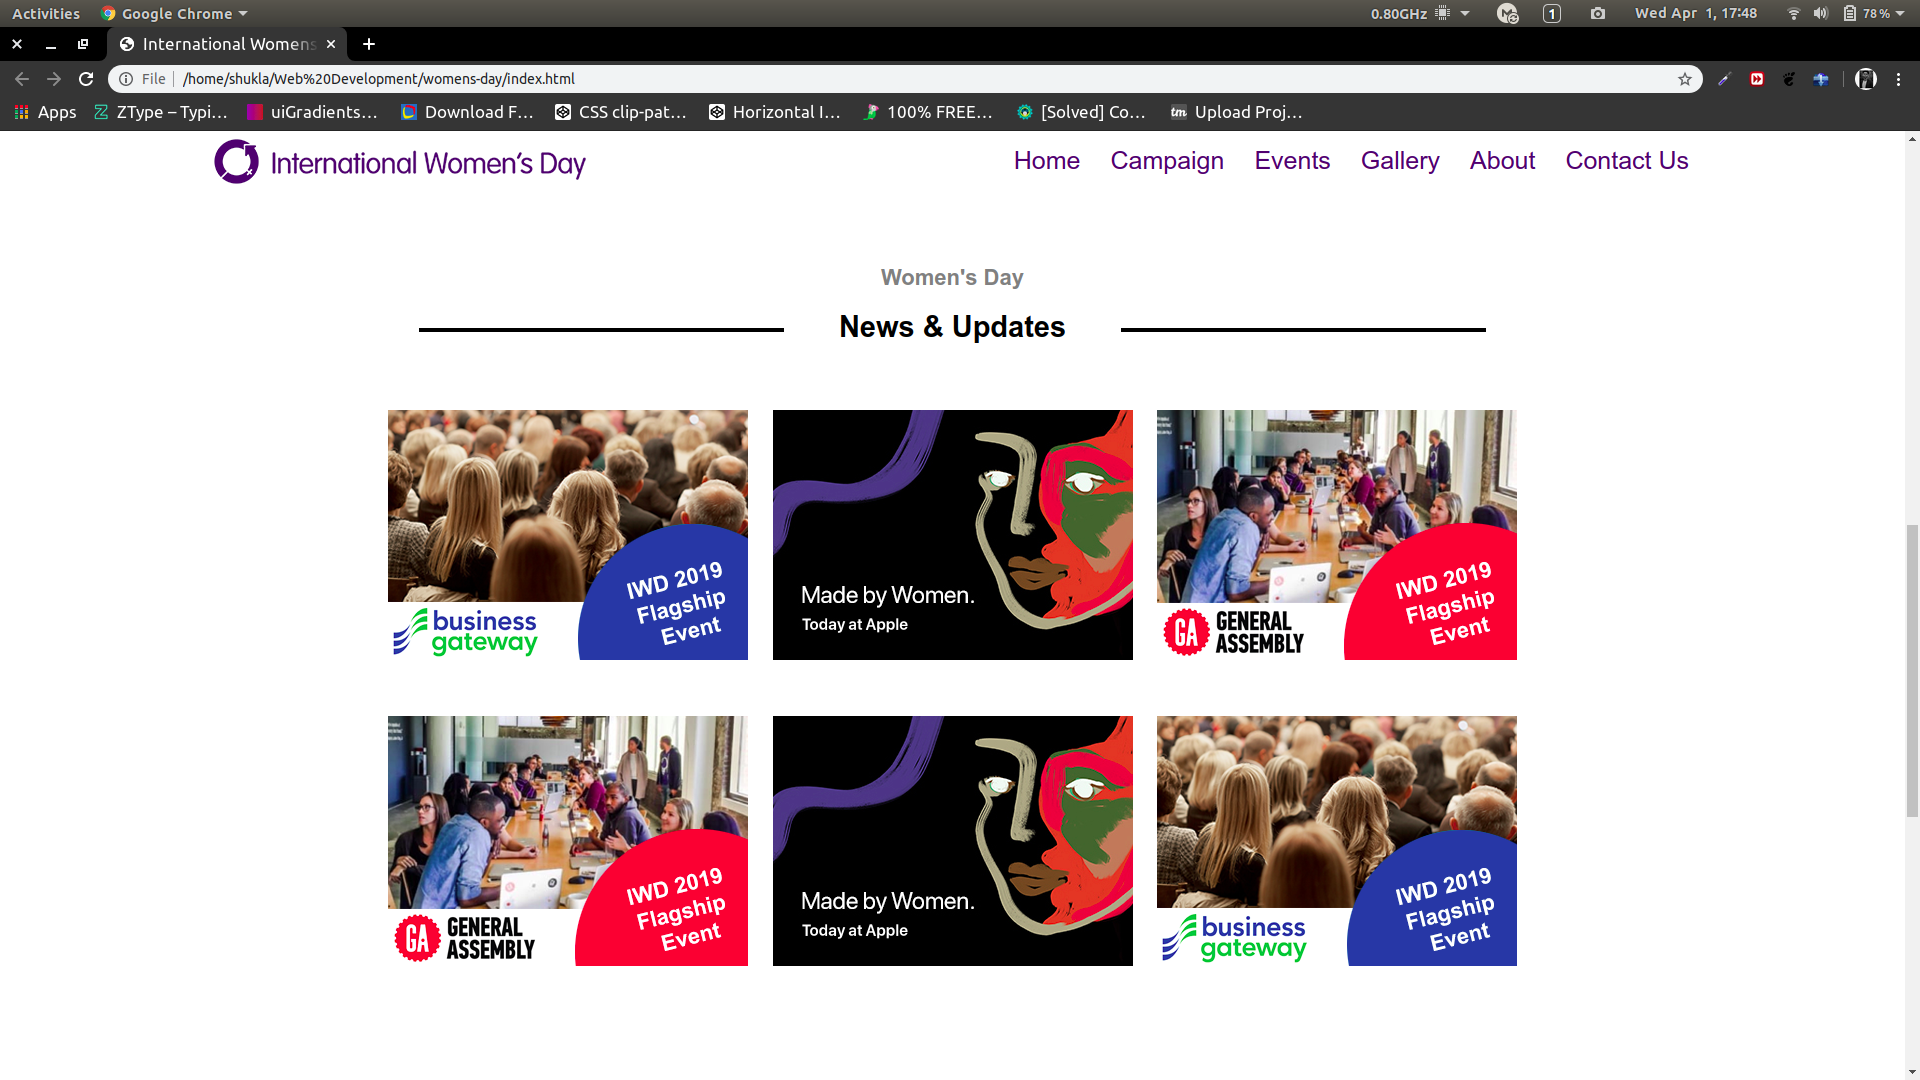 Activities
Google Chrome
0.80GHz
1
Wed Apr 1, 17:48
78 %
International Womens
File
/home/shukla/Web%20Development/womens-day/index.html
Apps
ZType – Typi...
uiGradients...
Download F...
CSS clip-pat...
Horizontal I...
100% FREE...
[Solved] Co...
tm
Upload Proj...
International Women's Day
Home
Campaign
Events
Gallery
About
Contact Us
Women's Day
News & Updates
IWD 2019
Flagship
Event
business
gateway
Made by Women.
Today at Apple
IWD 2019
Flagship
Event
GA
GENERAL
ASSEMBLY
IWD 2019
Flagship
Event
GA
GENERAL
ASSEMBLY
Made by Women.
Today at Apple
IWD 2019
Flagship
Event
business
gateway